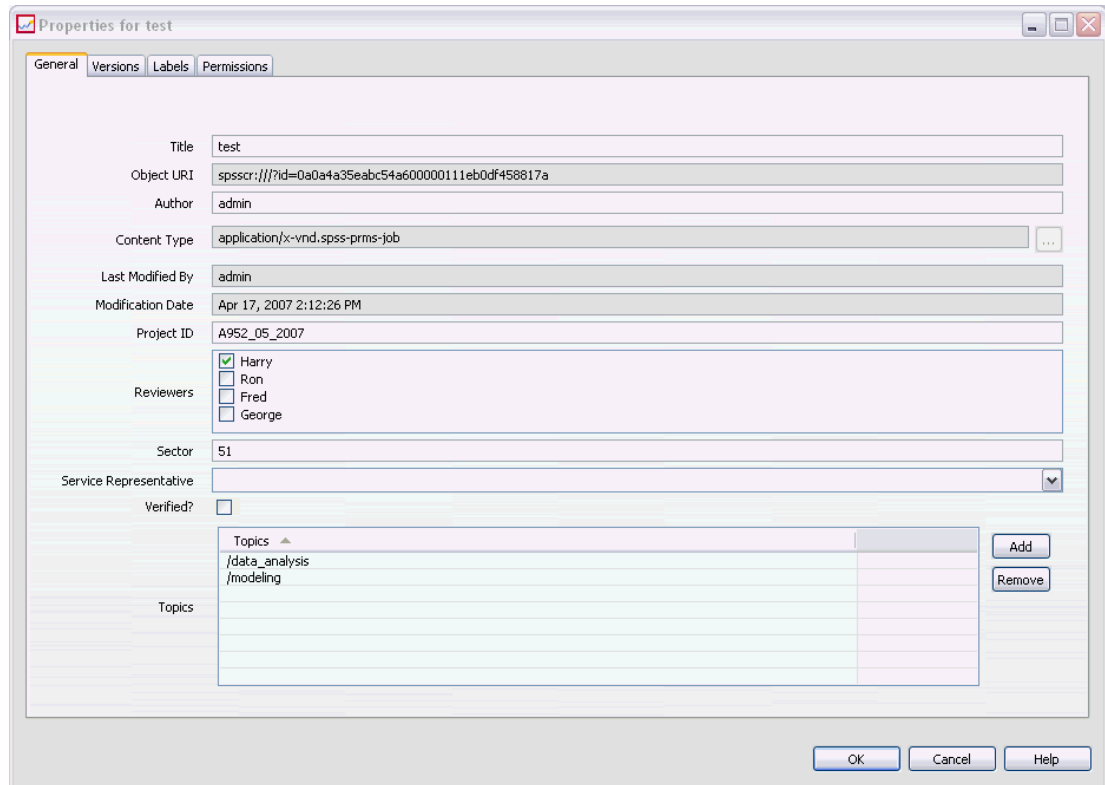 Properties for test
General Versions Labels Permissions
Title test
Object URI spsscr:///?id=0a0a4a35eabc54a600000111eb0df458817a
Author admin
Content Type application/x-vnd.spss-prms-job ...
Last Modified By admin
Modification Date Apr 17, 2007 2:12:26 PM
Project ID A952_05_2007
Reviewers
Harry
Ron
Fred
George
Sector 51
Service Representative
Verified?
Topics
Topics
/data_analysis
/modeling
Add
Remove
OK Cancel Help